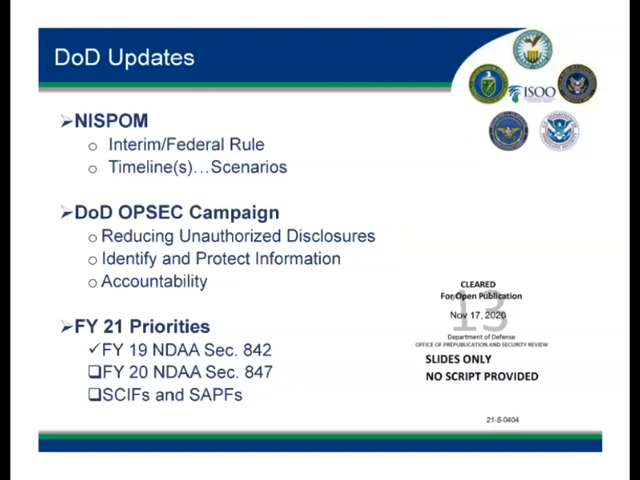 DoD Updates
ISOO
➢NISPOM
o Interim/Federal Rule
o Timeline(s)…Scenarios
➢DoD OPSEC Campaign
o Reducing Unauthorized Disclosures
o Identify and Protect Information
o Accountability
➢FY 21 Priorities
✓FY 19 NDAA Sec. 842
❑FY 20 NDAA Sec. 847
❑SCIFs and SAPFs
13
CLEARED
For Open Publication
Nov 17, 2020
Department of Defense
OFFICE OF PREPUBLICATION AND SECURITY REVIEW
SLIDES ONLY
NO SCRIPT PROVIDED
21-S-0404